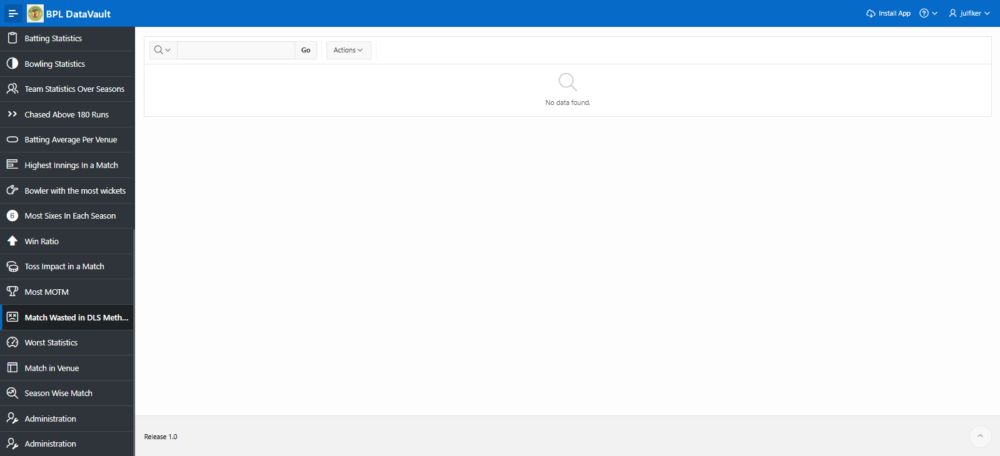 BPL DataVault
Install App
julfiker
Batting Statistics
Bowling Statistics
Team Statistics Over Seasons
Chased Above 180 Runs
Batting Average Per Venue
Highest Innings In a Match
Bowler with the most wickets
6 Most Sixes In Each Season
Win Ratio
Toss Impact in a Match
Most MOTM
Match Wasted in DLS Meth...
Worst Statistics
Match in Venue
Season Wise Match
Administration
Administration
Go
Actions
No data found.
Release 1.0